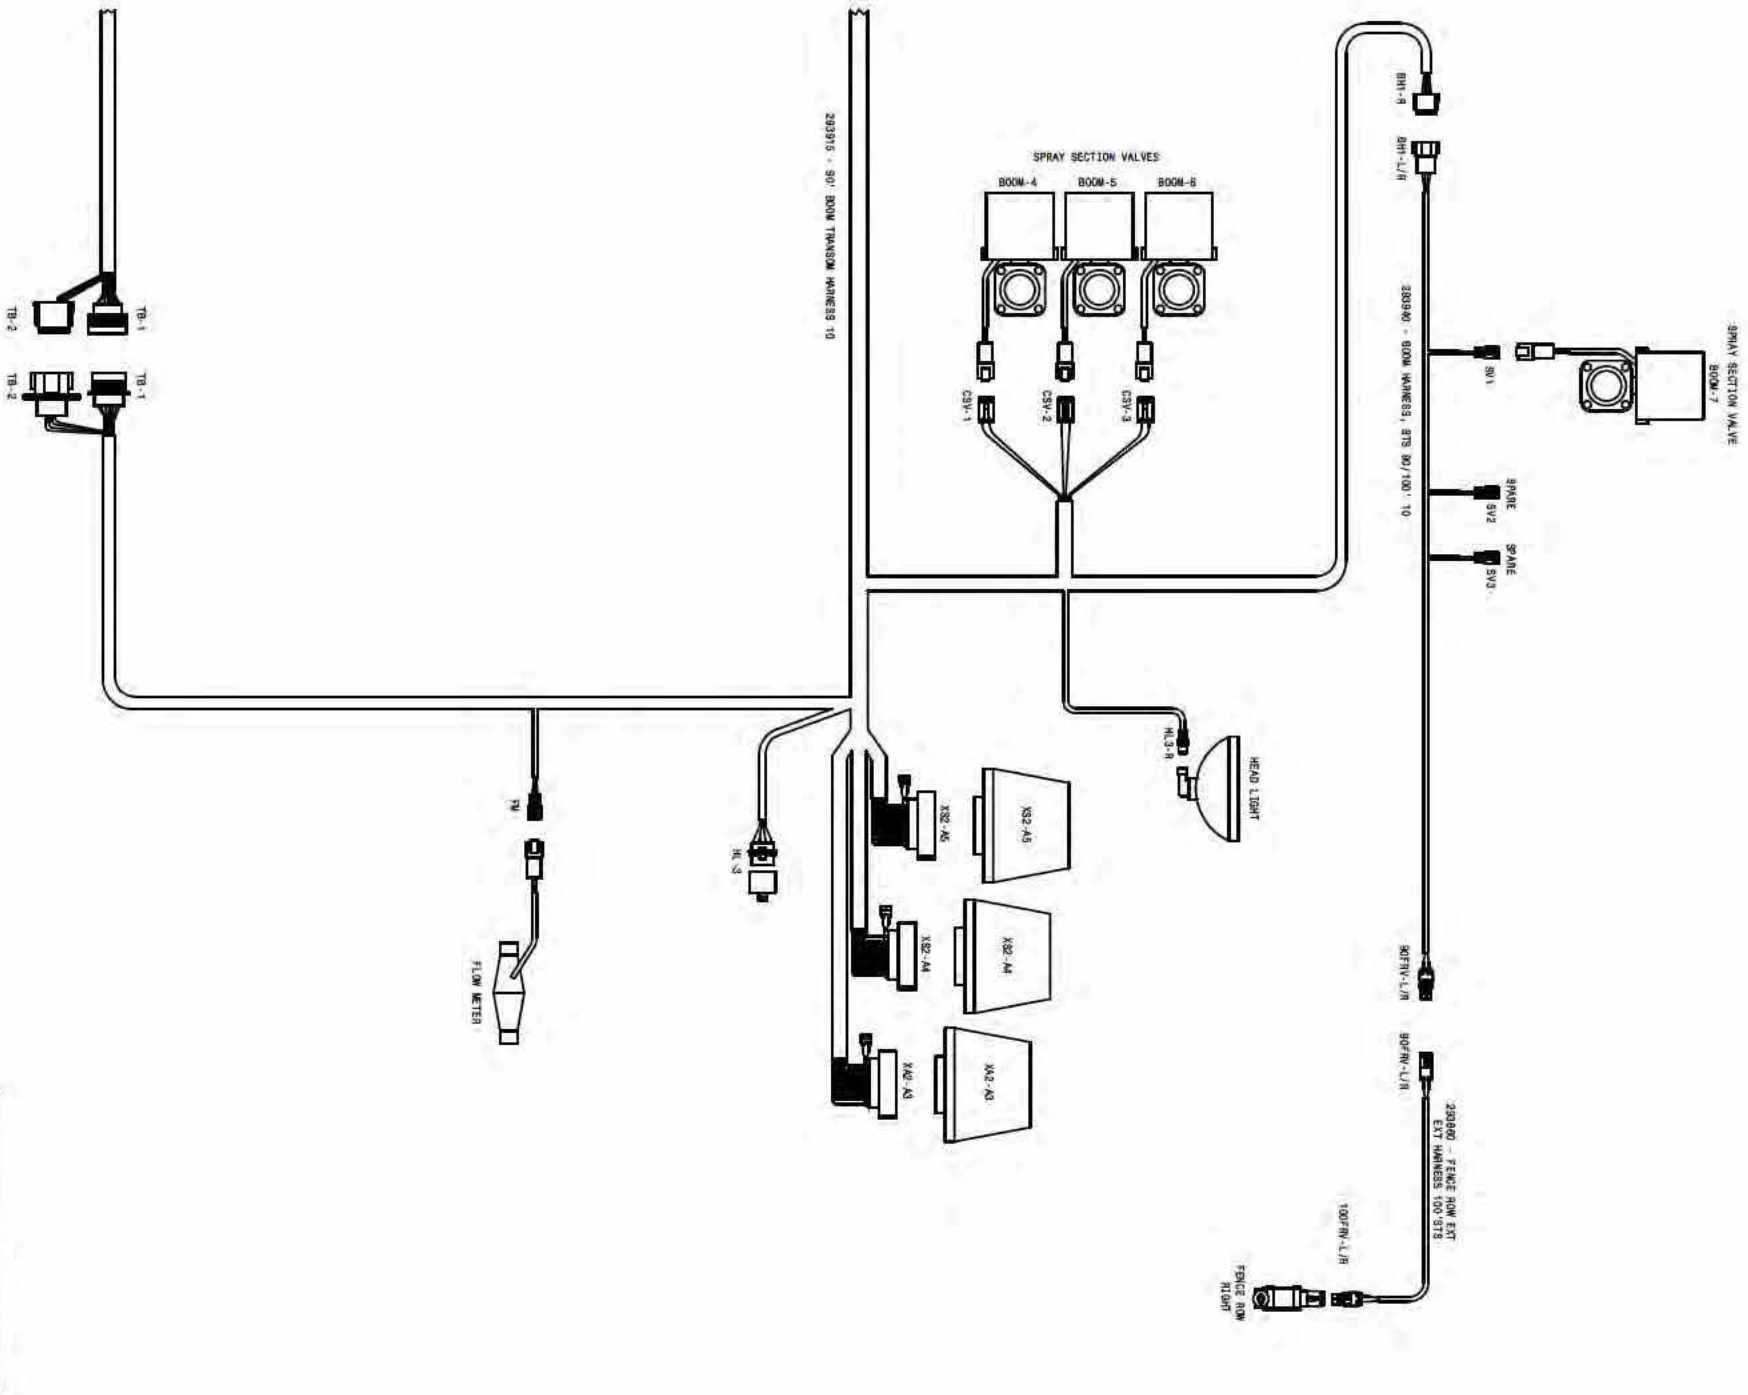 SPRAY SECTION VALVES
BOOM-4
BOOM-5
BOOM-6
CSV-1
CSV-2
CSV-3
BH1-R
BH1-L/R
293915 - 90' BOOM TRANSOM HARNESS 10
293940 - BOOM HARNESS, STS 90/100' 10
SPRAY SECTION VALVE
BOOM-7
SV1
SPARE
SV2
SPARE
SV3
TB-1
TB-2
TB-1
TB-2
HL3-R
HEAD LIGHT
XS2-A5
XS2-A5
XS2-A4
XS2-A4
XA2-A3
XA2-A3
FM
FLOW METER
90FRV-L/R
90FRV-L/R
- FENCE ROW EXT
EXT HARNESS 100'STS
100FRV-L/R
FENCE ROW
RIGHT